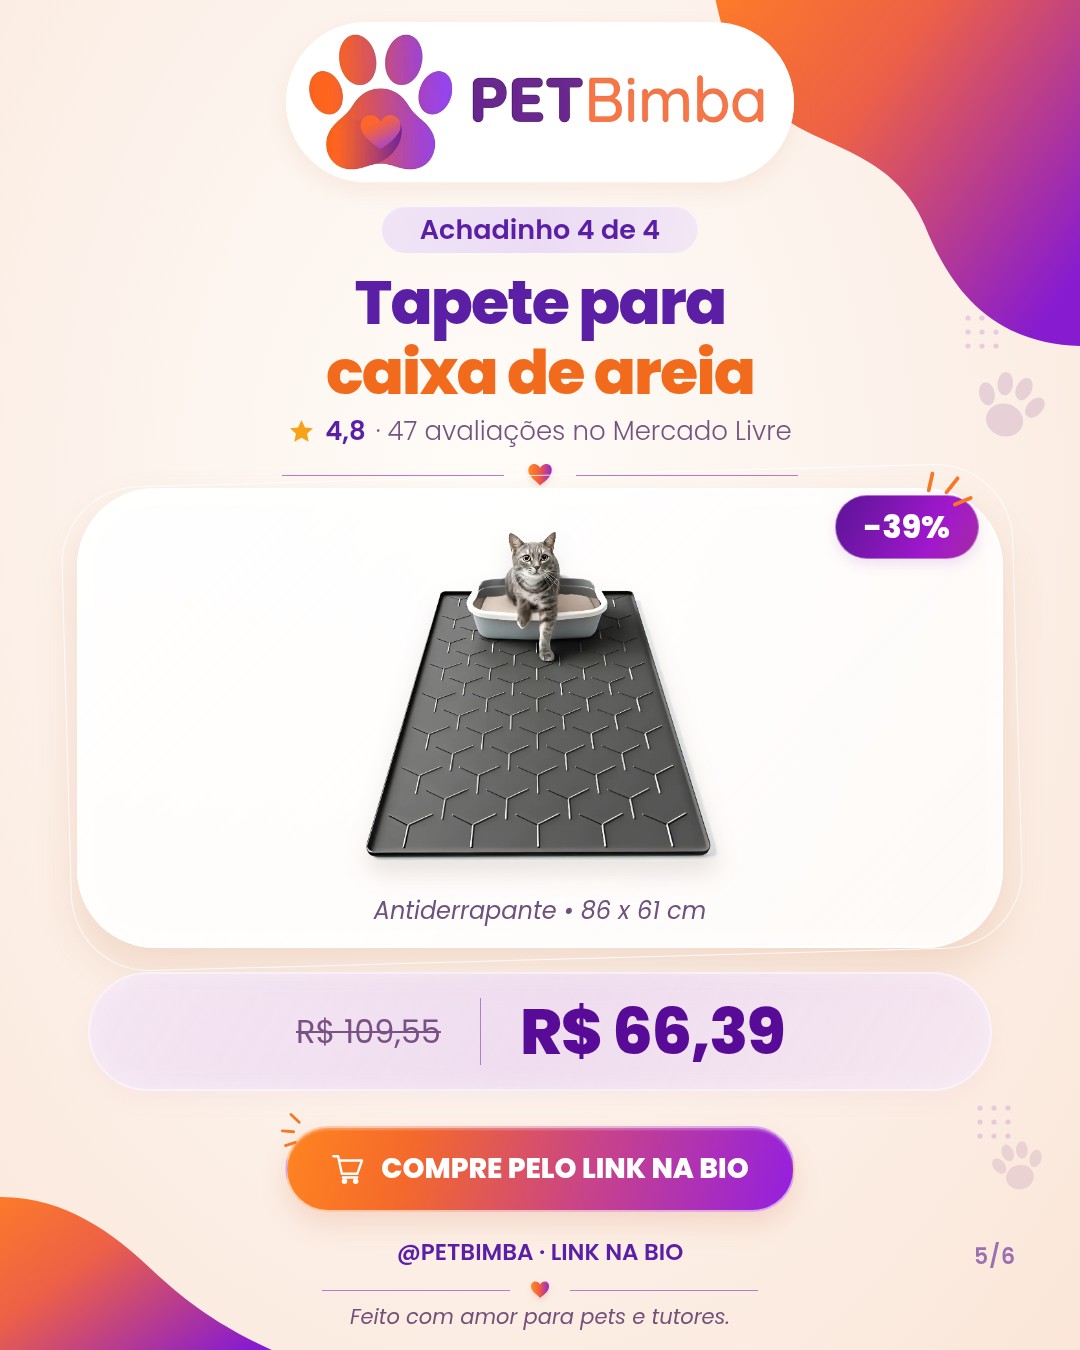 PETBimba
Achadinho 4 de 4
Tapete para
caixa de areia
4,8 · 47 avaliações no Mercado Livre
-39%
Antiderrapante • 86 x 61 cm
R$ 109,55
R$ 66,39
COMPRE PELO LINK NA BIO
@PETBIMBA · LINK NA BIO
5/6
Feito com amor para pets e tutores.